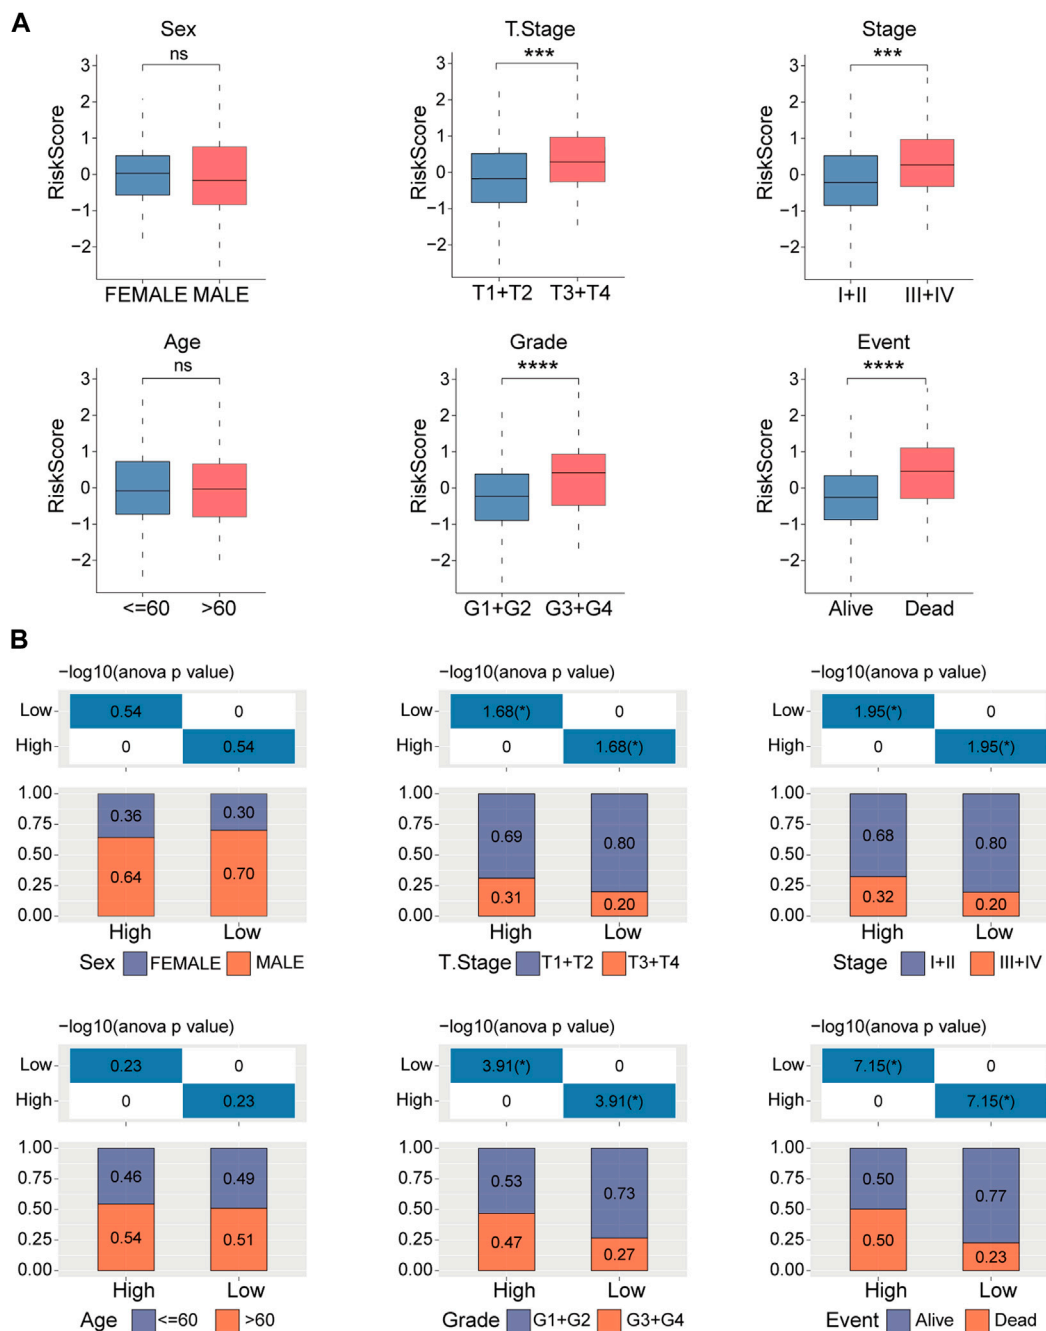 A
Sex
ns
RiskScore
3
2
1
0
−1
−2
FEMALE MALE
T.Stage
***
RiskScore
3
2
1
0
−1
−2
T1+T2 T3+T4
Stage
***
RiskScore
3
2
1
0
−1
−2
I+II III+IV
Age
ns
RiskScore
3
2
1
0
−1
−2
<=60 >60
Grade
****
RiskScore
3
2
1
0
−1
−2
G1+G2 G3+G4
Event
****
RiskScore
3
2
1
0
−1
−2
Alive Dead
B
−log10(anova p value)
Low 0.54 0
High 0 0.54
1.00
0.75
0.50
0.25
0.00
0.36 0.30
0.64 0.70
High Low
Sex FEMALE MALE
−log10(anova p value)
Low 1.68(*) 0
High 0 1.68(*)
1.00
0.75
0.50
0.25
0.00
0.69 0.80
0.31 0.20
High Low
T.Stage T1+T2 T3+T4
−log10(anova p value)
Low 1.95(*) 0
High 0 1.95(*)
1.00
0.75
0.50
0.25
0.00
0.68 0.80
0.32 0.20
High Low
Stage I+II III+IV
−log10(anova p value)
Low 0.23 0
High 0 0.23
1.00
0.75
0.50
0.25
0.00
0.46 0.49
0.54 0.51
High Low
Age <=60 >60
−log10(anova p value)
Low 3.91(*) 0
High 0 3.91(*)
1.00
0.75
0.50
0.25
0.00
0.53 0.73
0.47 0.27
High Low
Grade G1+G2 G3+G4
−log10(anova p value)
Low 7.15(*) 0
High 0 7.15(*)
1.00
0.75
0.50
0.25
0.00
0.50 0.77
0.50 0.23
High Low
Event Alive Dead